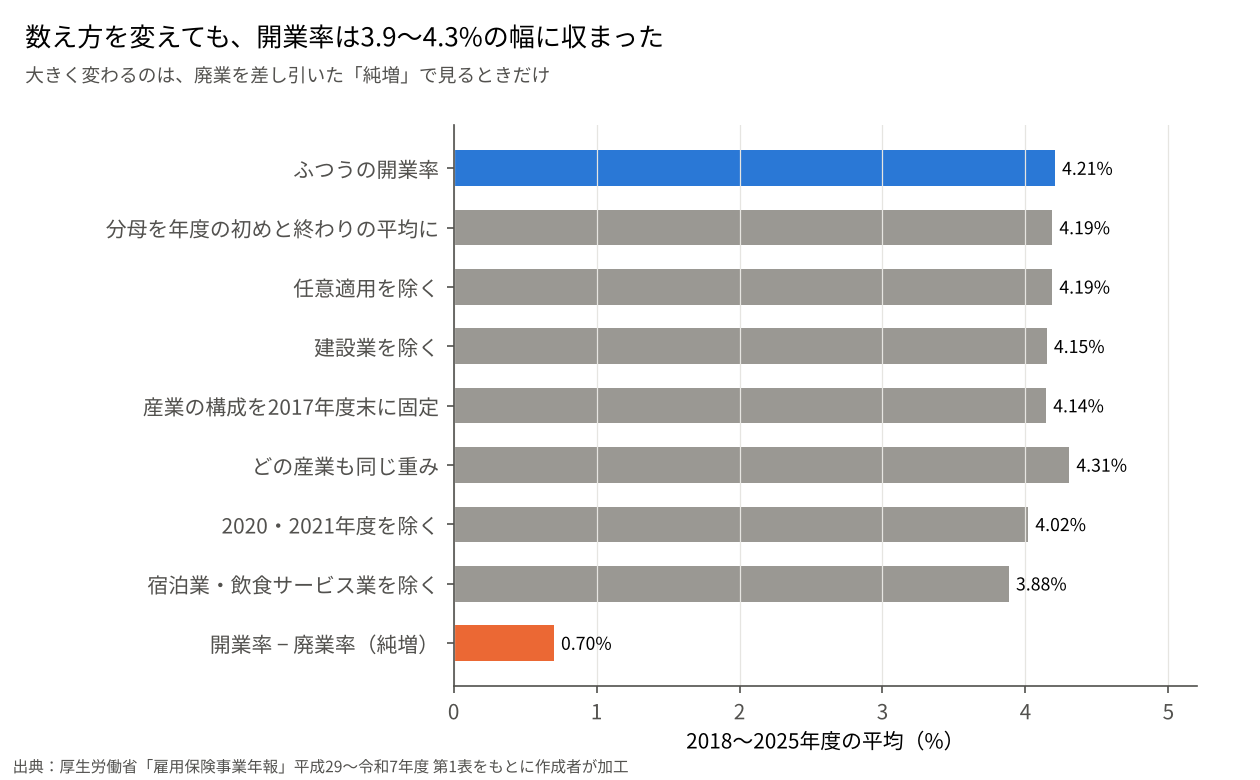 数え方を変えても、開業率は3.9〜4.3%の幅に収まった
大きく変わるのは、廃業を差し引いた「純増」で見るときだけ
ふつうの開業率 4.21%
分母を年度の初めと終わりの平均に 4.19%
任意適用を除く 4.19%
建設業を除く 4.15%
産業の構成を2017年度末に固定 4.14%
どの産業も同じ重み 4.31%
2020・2021年度を除く 4.02%
宿泊業・飲食サービス業を除く 3.88%
開業率 − 廃業率（純増） 0.70%
0 1 2 3 4 5
2018〜2025年度の平均（%）
出典：厚生労働省「雇用保険事業年報」平成29〜令和7年度 第1表をもとに作成者が加工